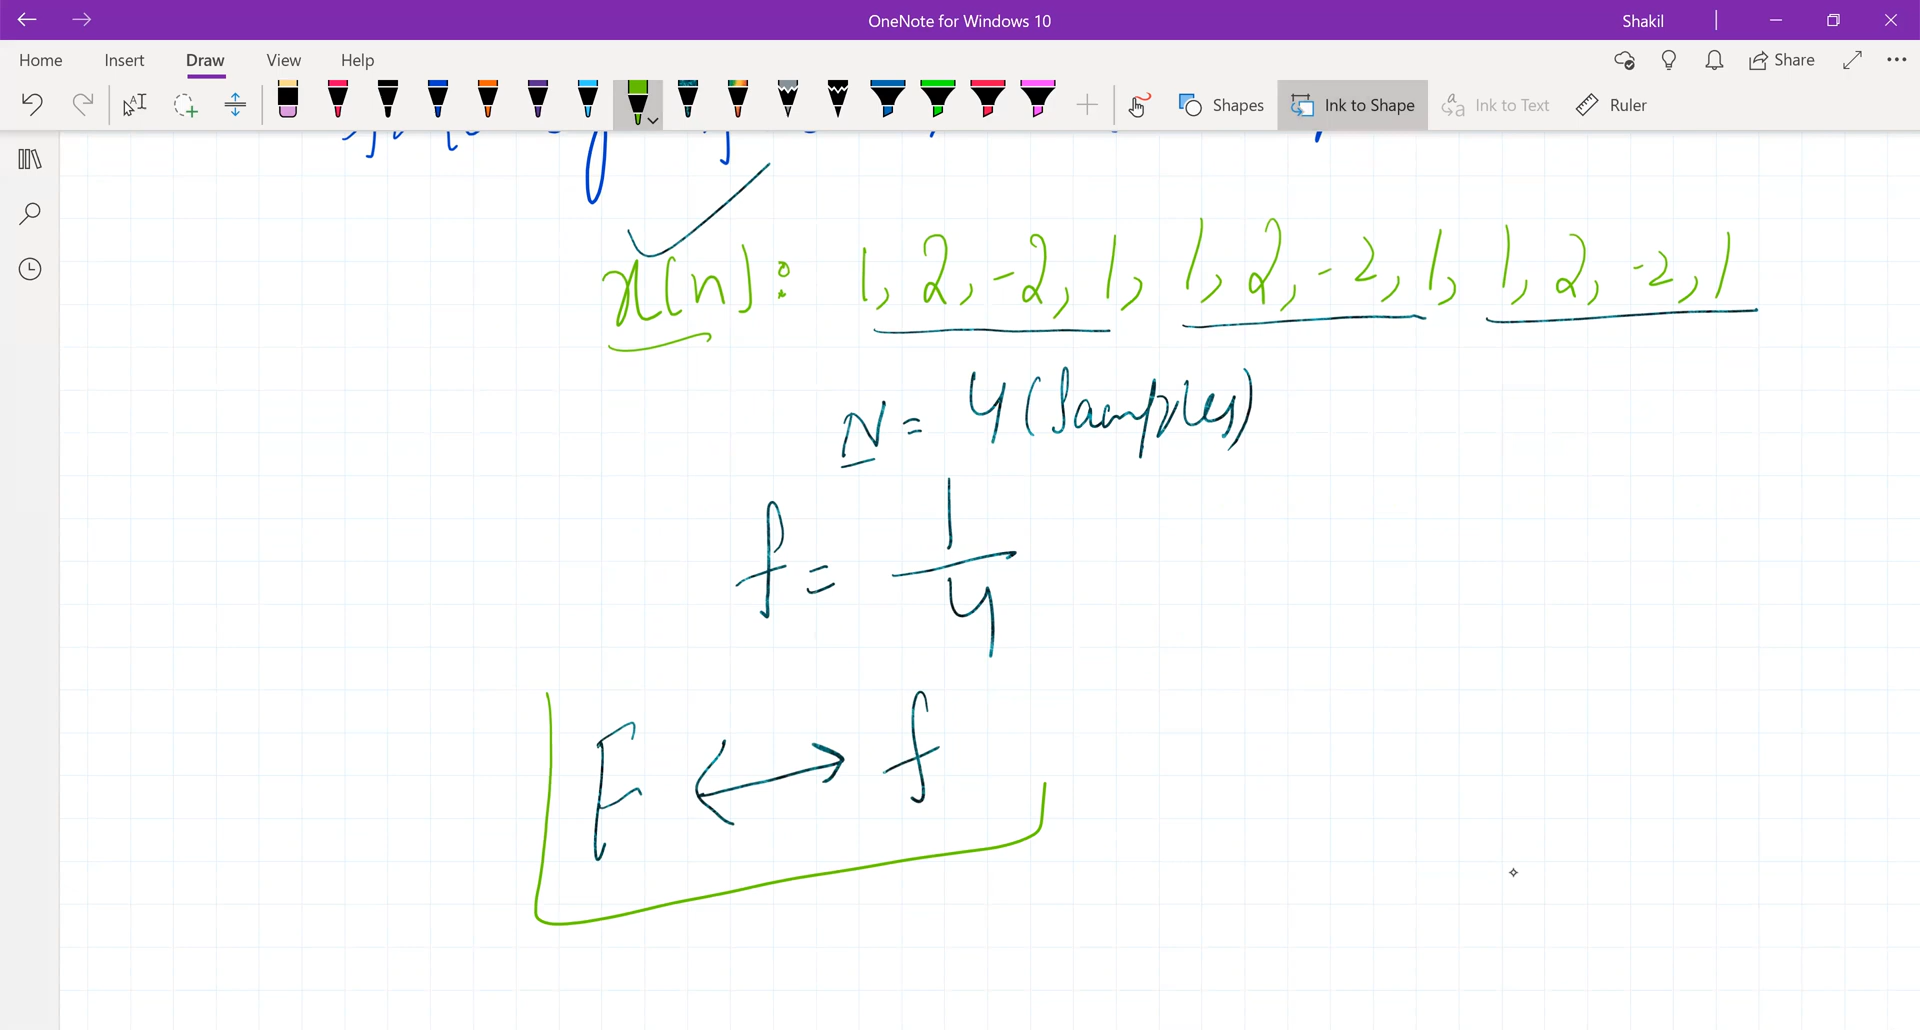 OneNote for Windows 10
Shakil
Home Insert Draw View Help
Share
Shapes Ink to Shape Ink to Text Ruler
x(n): 1, 2, -2, 1, 1, 2, -2, 1, 1, 2, -2, 1
N = 4 (Samples)
f = 1/4
F ↔ f